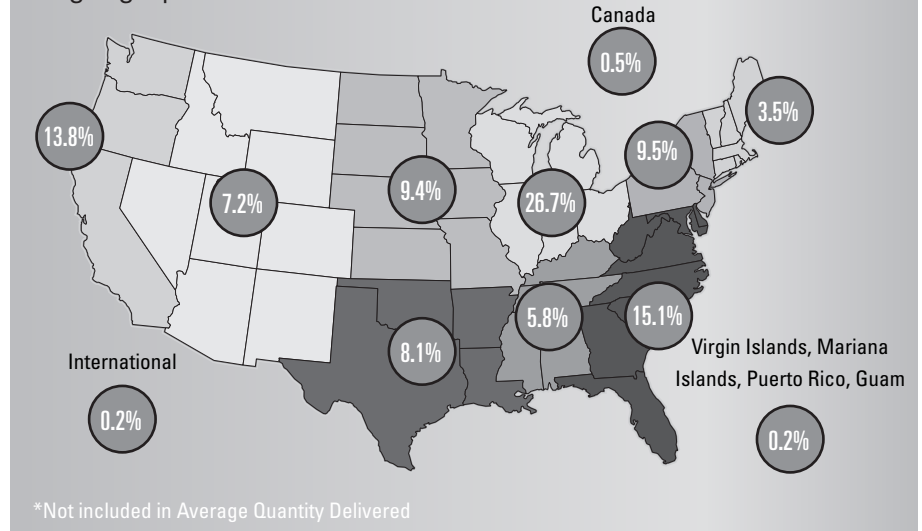 Canada
0.5%
3.5%
13.8%
9.5%
9.4%
7.2%
26.7%
5.8%
15.1%
8.1%
Virgin Islands, Mariana
Islands, Puerto Rico, Guam
0.2%
International
0.2%
*Not included in Average Quantity Delivered